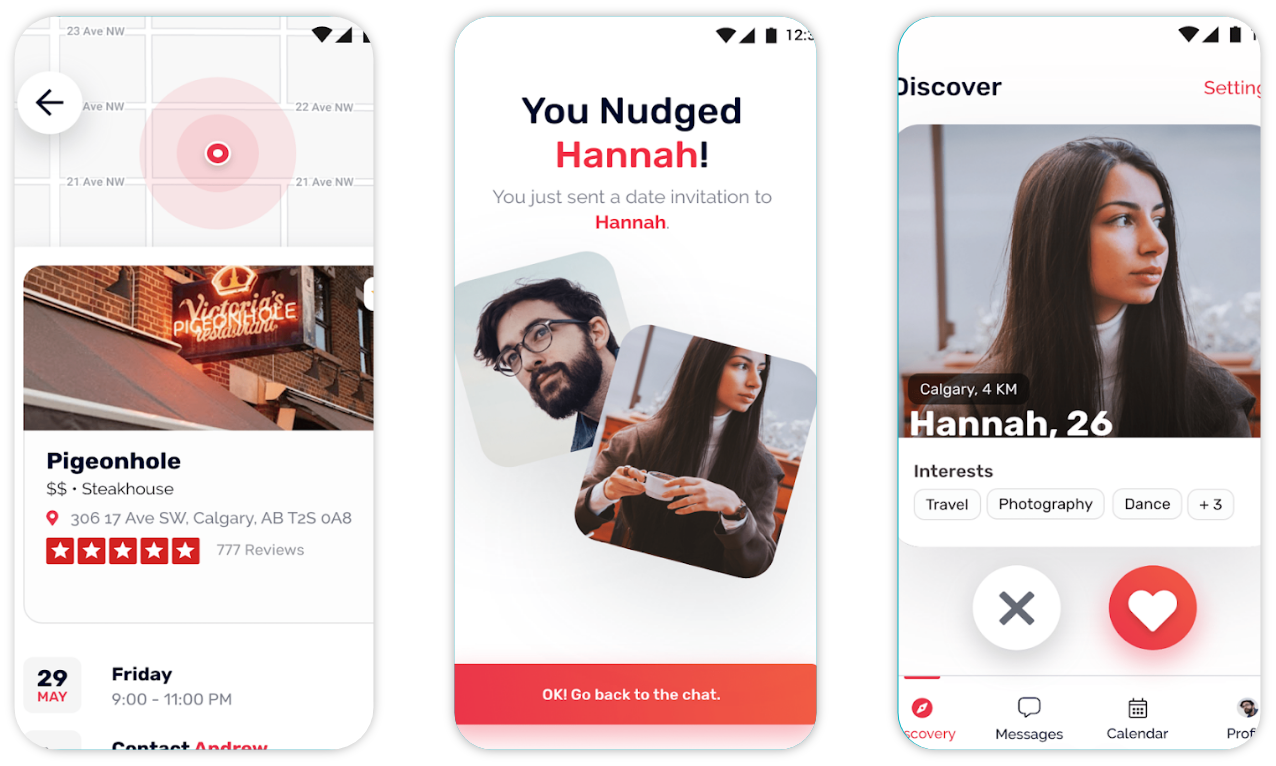 23 Ave NW
Ave NW
22 Ave NW
21 Ave NW
21 Ave NW
Victoria's
PIGEONHOLE
restaurant
Pigeonhole
$$ • Steakhouse
306 17 Ave SW, Calgary, AB T2S 0A8
777 Reviews
29
MAY
Friday
9:00 - 11:00 PM
Contact Andrew
12:3
You Nudged
Hannah!
You just sent a date invitation to
Hannah.
OK! Go back to the chat.
1
Discover
Setting
Calgary, 4 KM
Hannah, 26
Interests
Travel
Photography
Dance
+ 3
scovery
Messages
Calendar
Profi